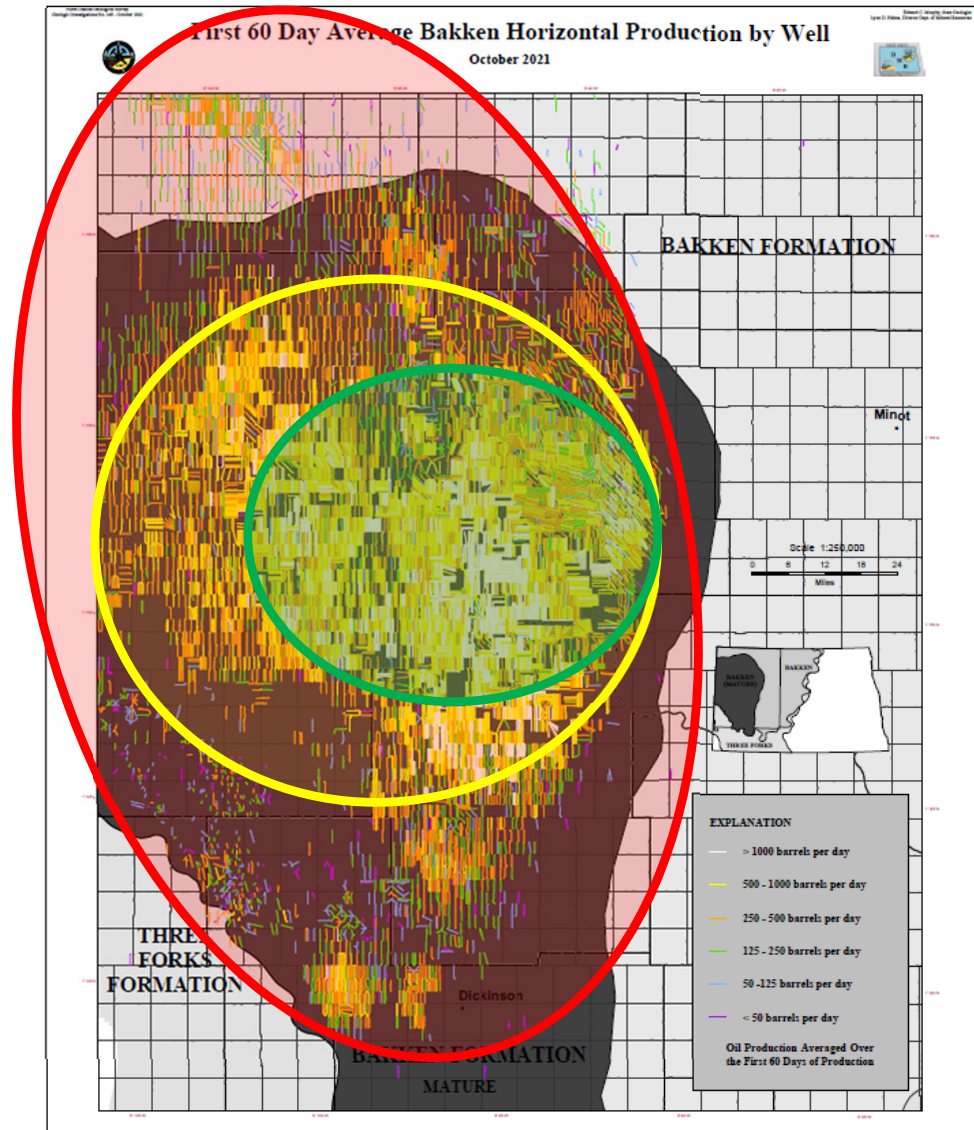 First 60 Day Average Bakken Horizontal Production by Well
October 2021
BAKKEN FORMATION
Minot
Scale 1:250,000
0 6 12 18 24
Miles
BAKKEN
BAKKEN
(MATURE)
THREE FORKS
EXPLANATION
> 1000 barrels per day
500 - 1000 barrels per day
250 - 500 barrels per day
125 - 250 barrels per day
50 -125 barrels per day
< 50 barrels per day
Oil Production Averaged Over
the First 60 Days of Production
THREE
FORKS
FORMATION
Dickinson
BAKKEN FORMATION
MATURE